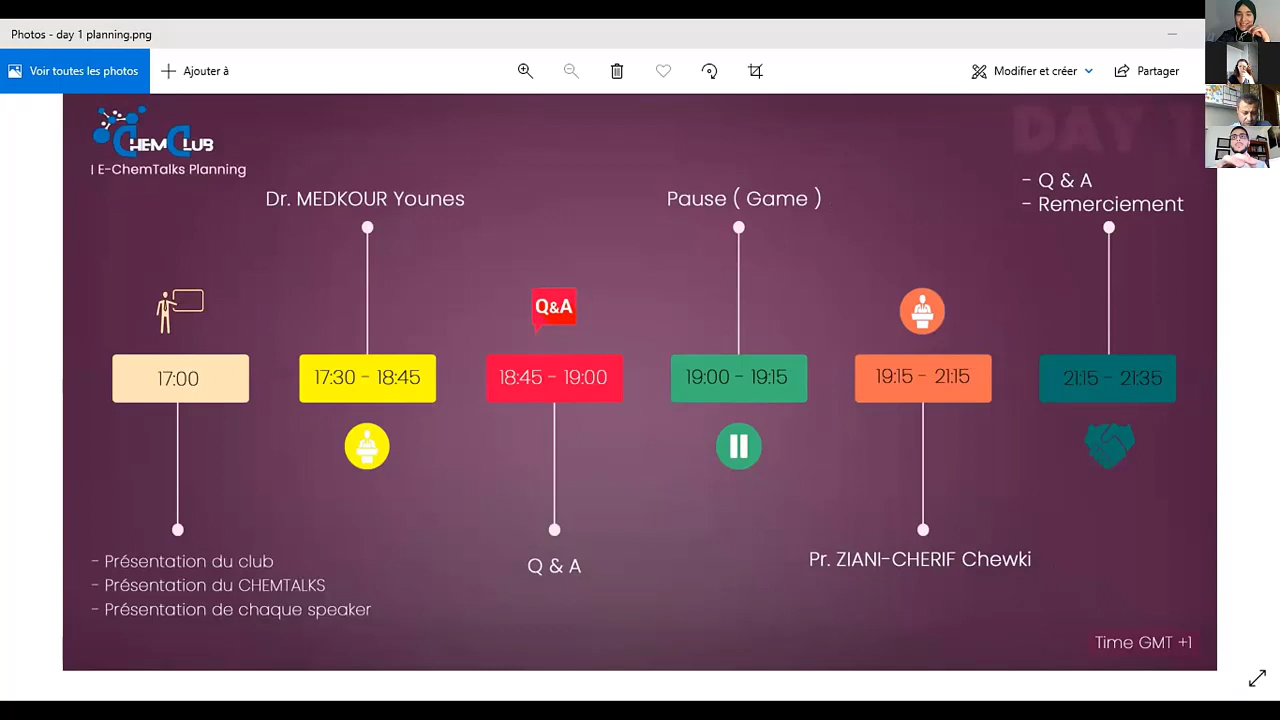 Photos - day 1 planning.png
Voir toutes les photos
Ajouter à
Modifier et créer
Partager
DAY 1
CHEMCLUB
| E-ChemTalks Planning
Dr. MEDKOUR Younes
Pause ( Game )
- Q & A
- Remerciement
Q&A
17:00
17:30 - 18:45
18:45 - 19:00
19:00 - 19:15
19:15 - 21:15
21:15 - 21:35
- Présentation du club
- Présentation du CHEMTALKS
- Présentation de chaque speaker
Q & A
Pr. ZIANI-CHERIF Chewki
Time GMT +1